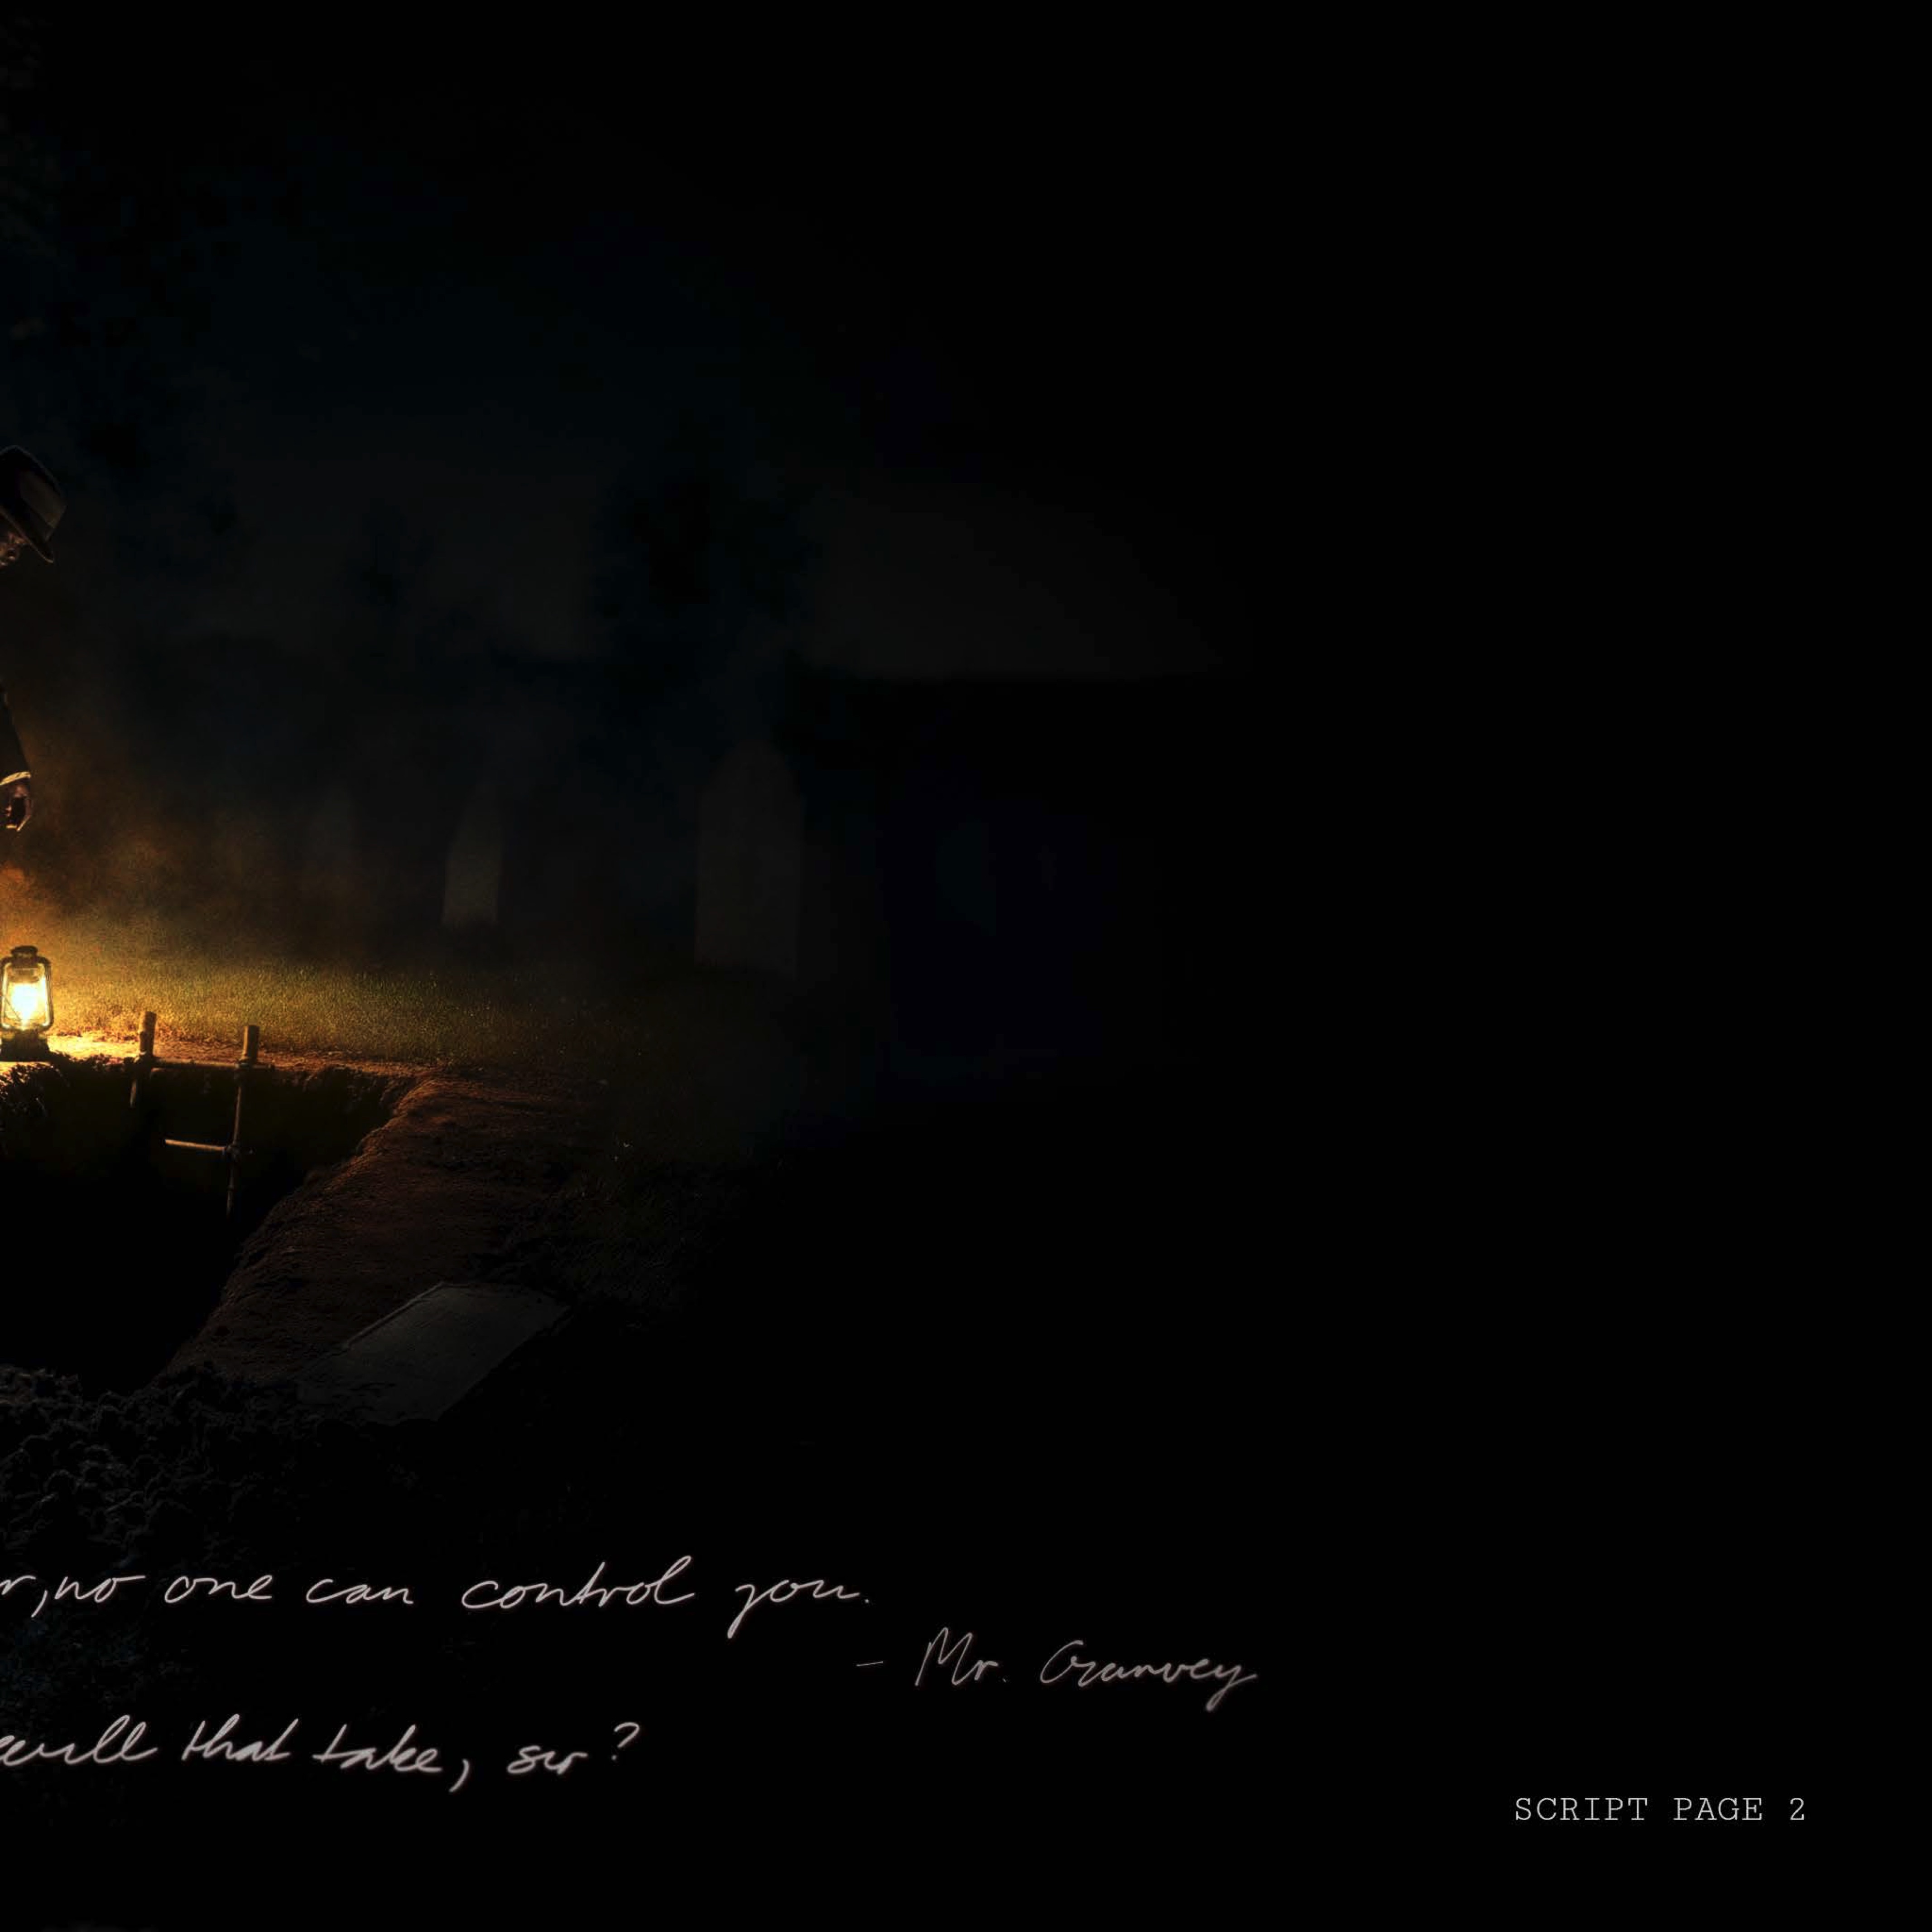 r, no one can control you.
- Mr. Granvey
will that take, sir?
SCRIPT PAGE 2